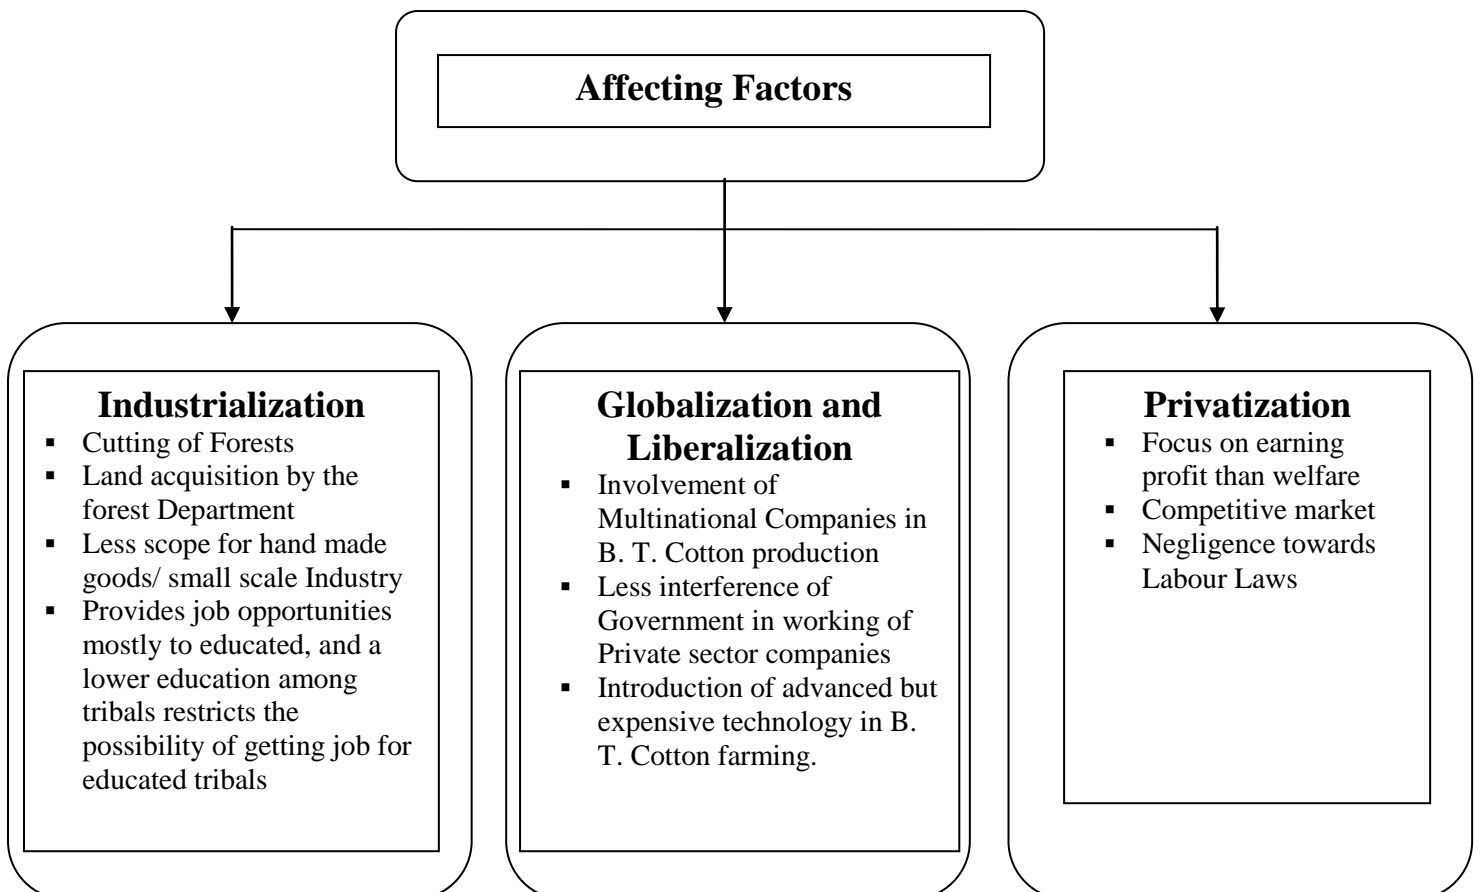 Affecting Factors
Industrialization
▪ Cutting of Forests
▪ Land acquisition by the
forest Department
▪ Less scope for hand made
goods/ small scale Industry
▪ Provides job opportunities
mostly to educated, and a
lower education among
tribals restricts the
possibility of getting job for
educated tribals
Globalization and
Liberalization
▪ Involvement of
Multinational Companies in
B. T. Cotton production
▪ Less interference of
Government in working of
Private sector companies
▪ Introduction of advanced but
expensive technology in B.
T. Cotton farming.
Privatization
▪ Focus on earning
profit than welfare
▪ Competitive market
▪ Negligence towards
Labour Laws